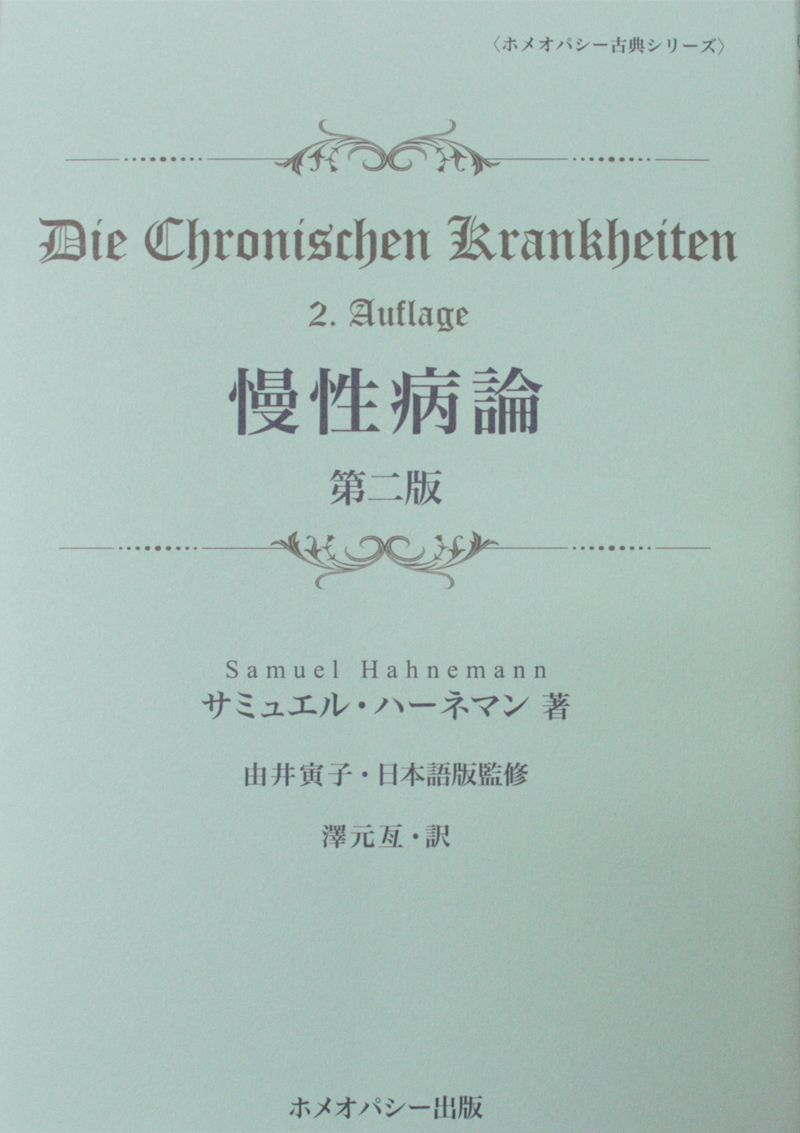 〈ホメオパシー古典シリーズ〉
Die Chronischen Krankheiten
2. Auflage
慢性病論
第二版
Samuel Hahnemann
サミュエル・ハーネマン 著
由井寅子・日本語版監修
澤元亙・訳
ホメオパシー出版